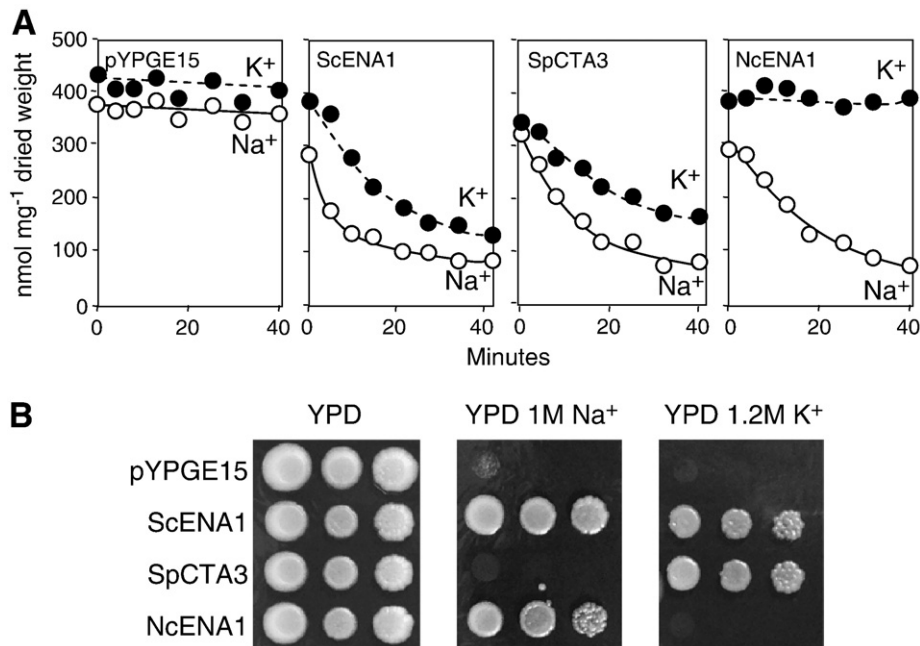 A
pYPGE15 ScENA1 SpCTA3 NcENA1
nmol mg⁻¹ dried weight
500
400
300
200
100
0
K⁺ Na⁺
K⁺ Na⁺
K⁺ Na⁺
K⁺ Na⁺
0 20 40 0 20 40 0 20 40 0 20 40
Minutes
B
YPD YPD 1M Na⁺ YPD 1.2M K⁺
pYPGE15
ScENA1
SpCTA3
NcENA1